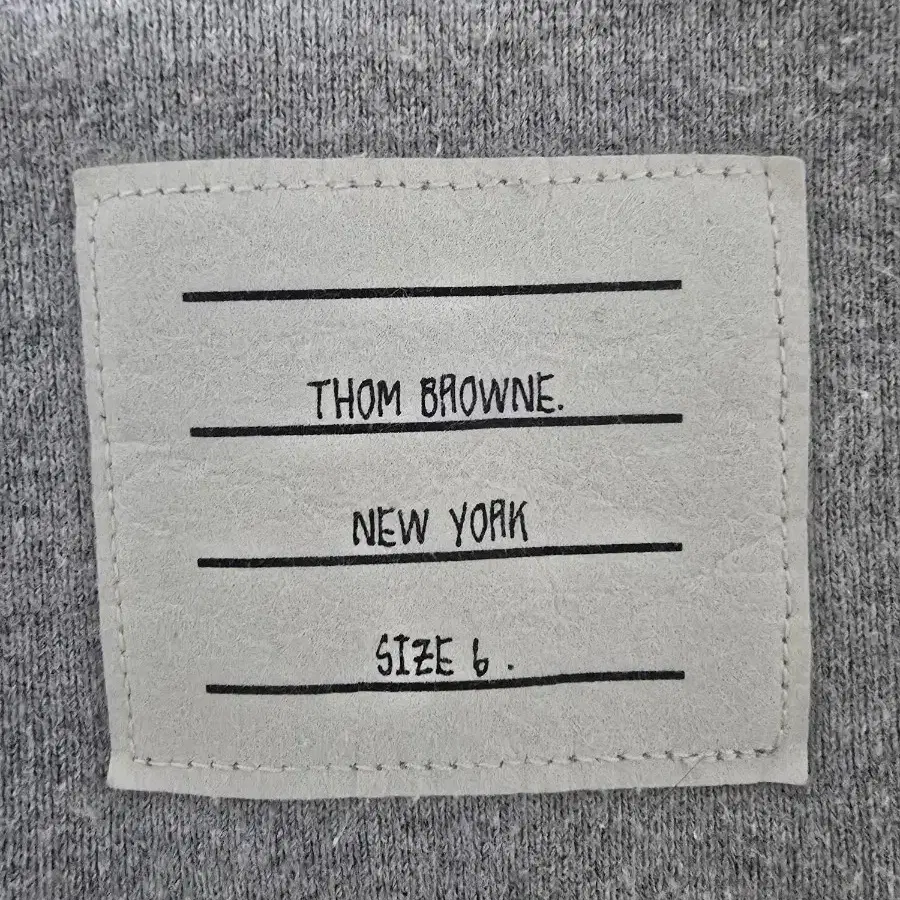 THOM BROWNE.
NEW YORK
SIZE 6 .